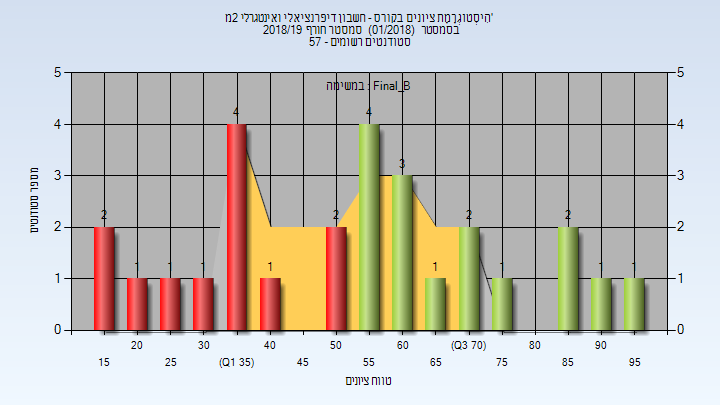 היסטוגרמת ציונים בקורס - חשבון דיפרנציאלי ואינטגרלי 2מ'
בסמסטר (01/2018) סמסטר חורף 2018/19
סטודנטים רשומים - 57
במשימה : Final_B
5 5
4 4
3 3
2 2
1 1
0 0
2 1 1 1 4 1 2 4 3 1 2 1 2 1 1
מספר סטודנטים
20 30 40 50 60 (Q3 70) 80 90
15 25 (Q1 35) 45 55 65 75 85 95
טווח ציונים